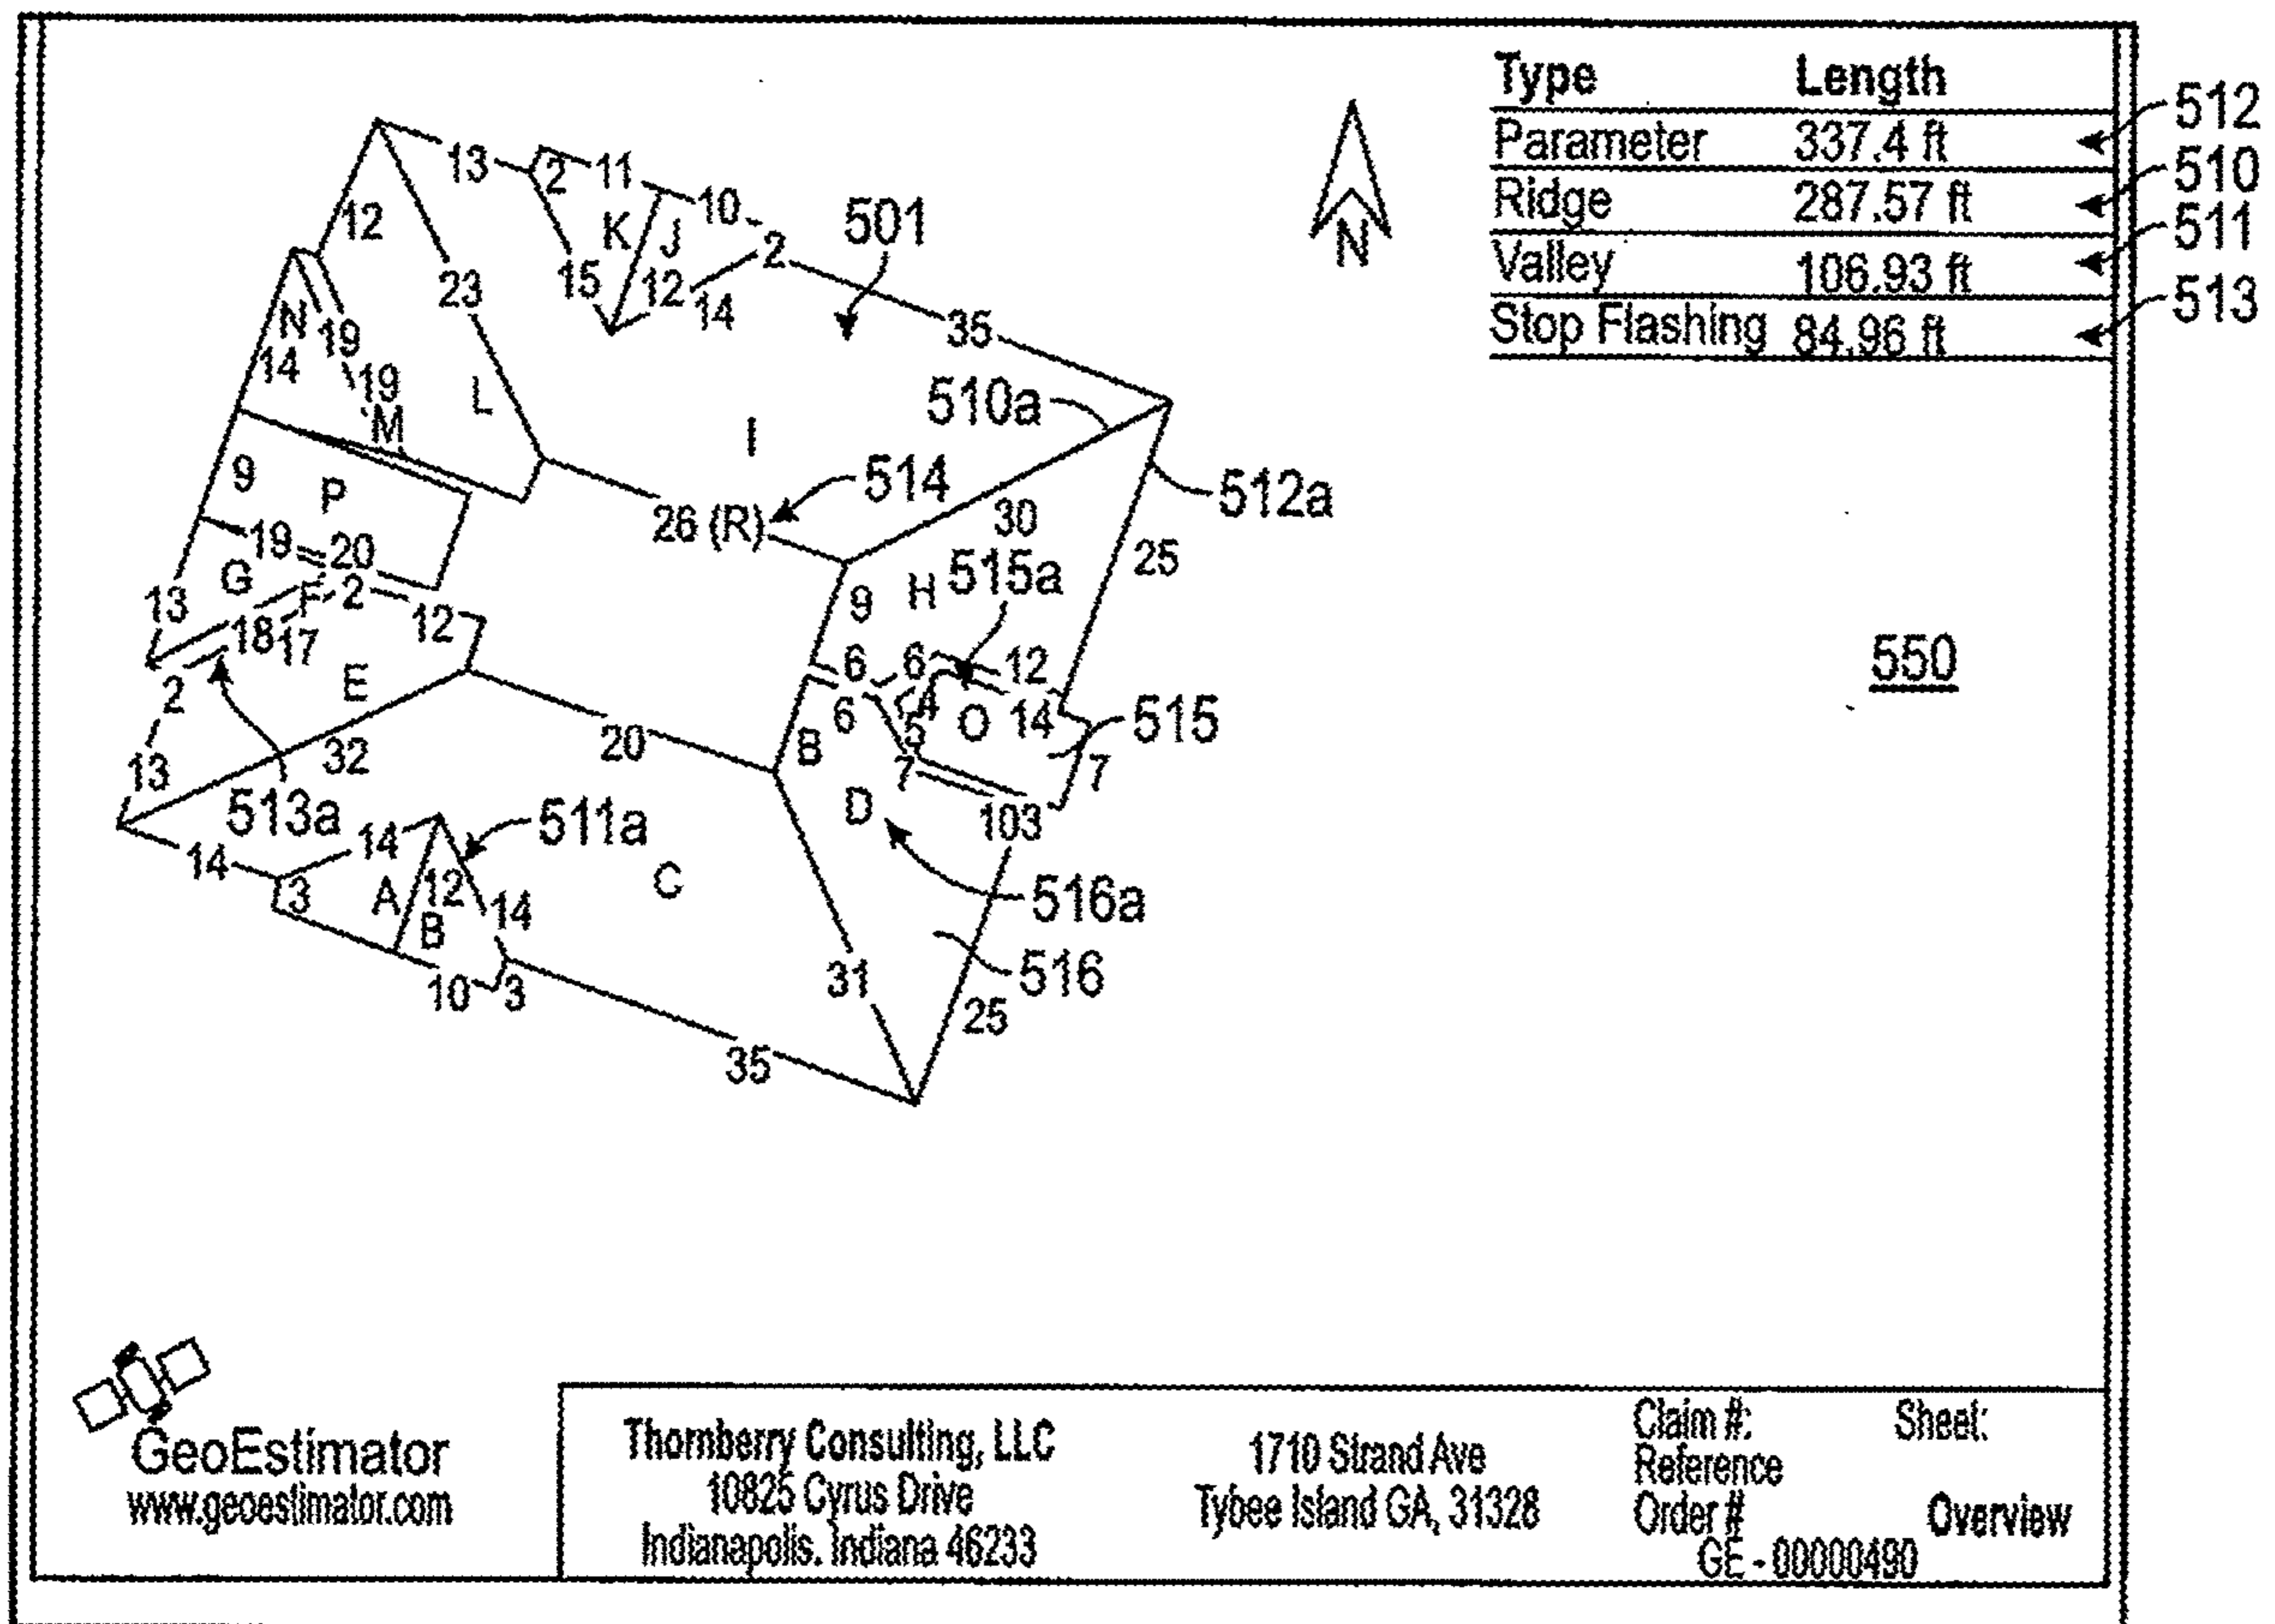 Type Length
Parameter 337.4 ft 512
Ridge 287.57 ft 510
Valley 106.93 ft 511
Stop Flashing 84.96 ft 513
N
13 2 11
10
12 K J 2 501
23 15 12 14
35
N 19
14 19
M L
I 510a
9 P 514 512a
26 (R) 30
19 20 25
G F 2 9 H 515a
13 12
18 17 6 6 12
2 E 6 4 O 14 515
5
32 20 B 7 7
13
513a 14 511a D 103
14
3 A 12 C 516a
B 14
10 3 31 516
25
35
550
GeoEstimator
www.geoestimator.com
Thornberry Consulting, LLC
10825 Cyrus Drive
Indianapolis. Indiana 46233
1710 Strand Ave
Tybee Island GA, 31328
Claim #: Sheet:
Reference
Order # Overview
GE - 00000490